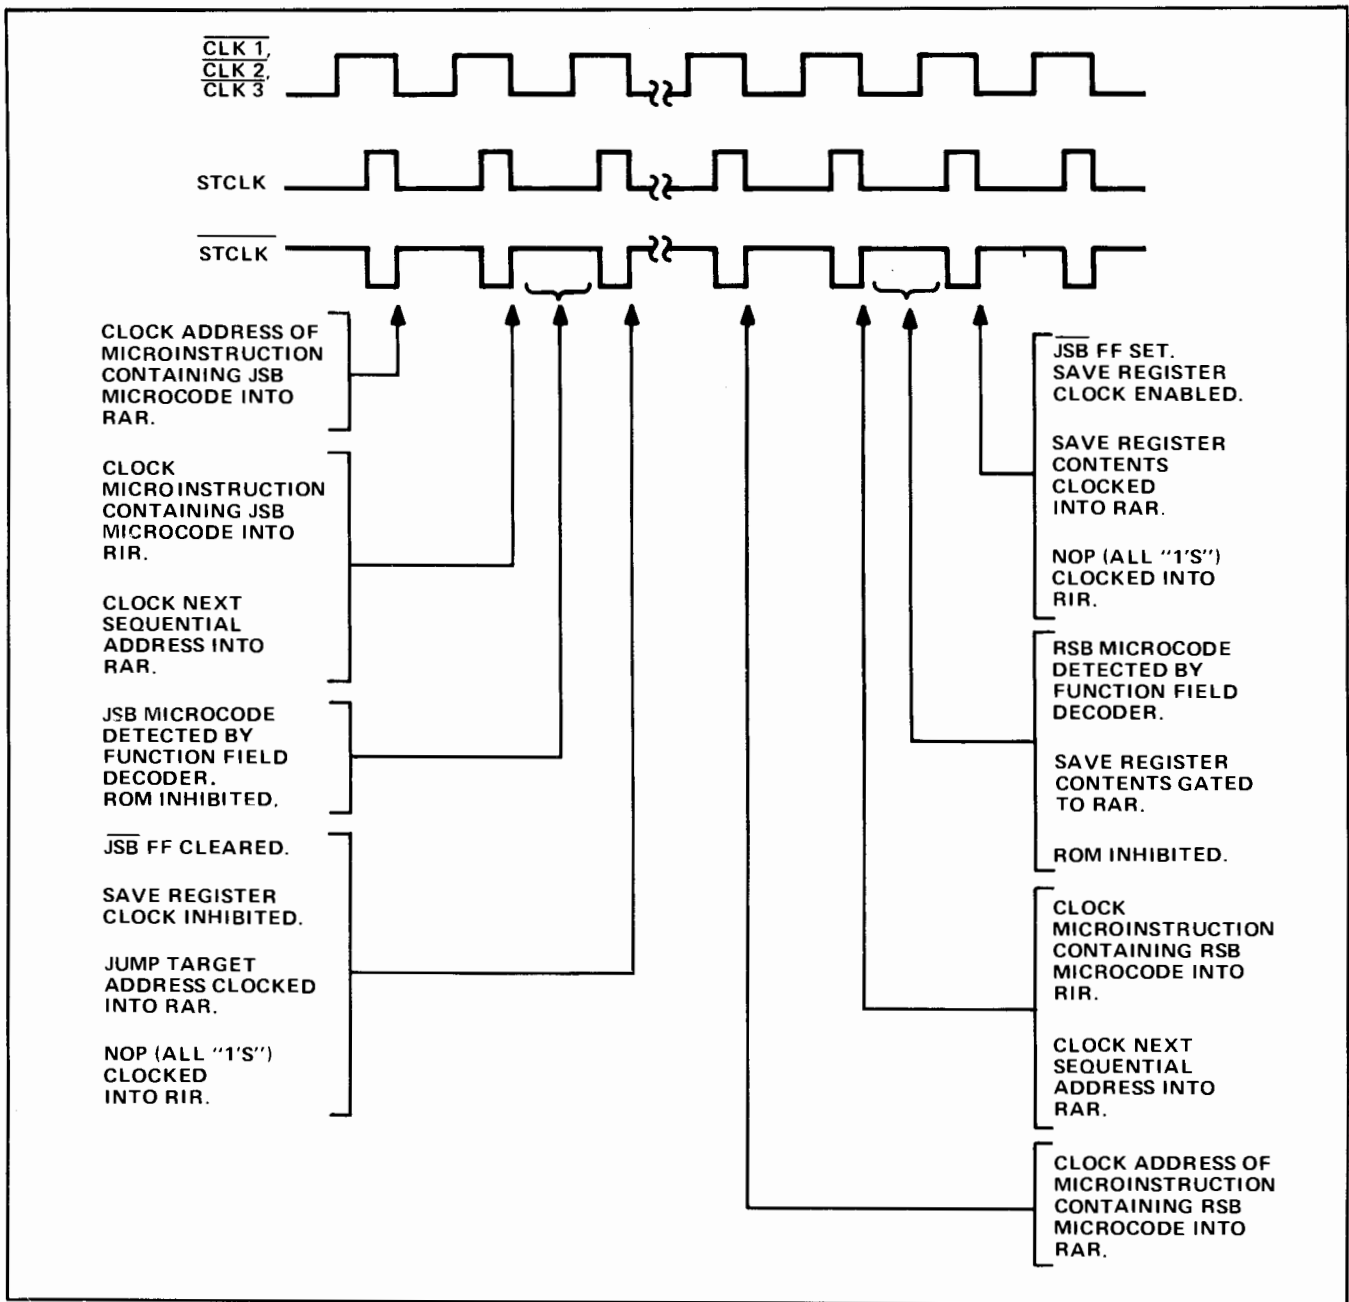 CLK 1,
CLK 2,
CLK 3
STCLK
STCLK
CLOCK ADDRESS OF
MICROINSTRUCTION
CONTAINING JSB
MICROCODE INTO
RAR.
CLOCK
MICROINSTRUCTION
CONTAINING JSB
MICROCODE INTO
RIR.
CLOCK NEXT
SEQUENTIAL
ADDRESS INTO
RAR.
JSB MICROCODE
DETECTED BY
FUNCTION FIELD
DECODER.
ROM INHIBITED.
JSB FF CLEARED.
SAVE REGISTER
CLOCK INHIBITED.
JUMP TARGET
ADDRESS CLOCKED
INTO RAR.
NOP (ALL "1'S")
CLOCKED
INTO RIR.
JSB FF SET.
SAVE REGISTER
CLOCK ENABLED.
SAVE REGISTER
CONTENTS
CLOCKED
INTO RAR.
NOP (ALL "1'S")
CLOCKED INTO
RIR.
RSB MICROCODE
DETECTED BY
FUNCTION FIELD
DECODER.
SAVE REGISTER
CONTENTS GATED
TO RAR.
ROM INHIBITED.
CLOCK
MICROINSTRUCTION
CONTAINING RSB
MICROCODE INTO
RIR.
CLOCK NEXT
SEQUENTIAL
ADDRESS INTO
RAR.
CLOCK ADDRESS OF
MICROINSTRUCTION
CONTAINING RSB
MICROCODE INTO
RAR.